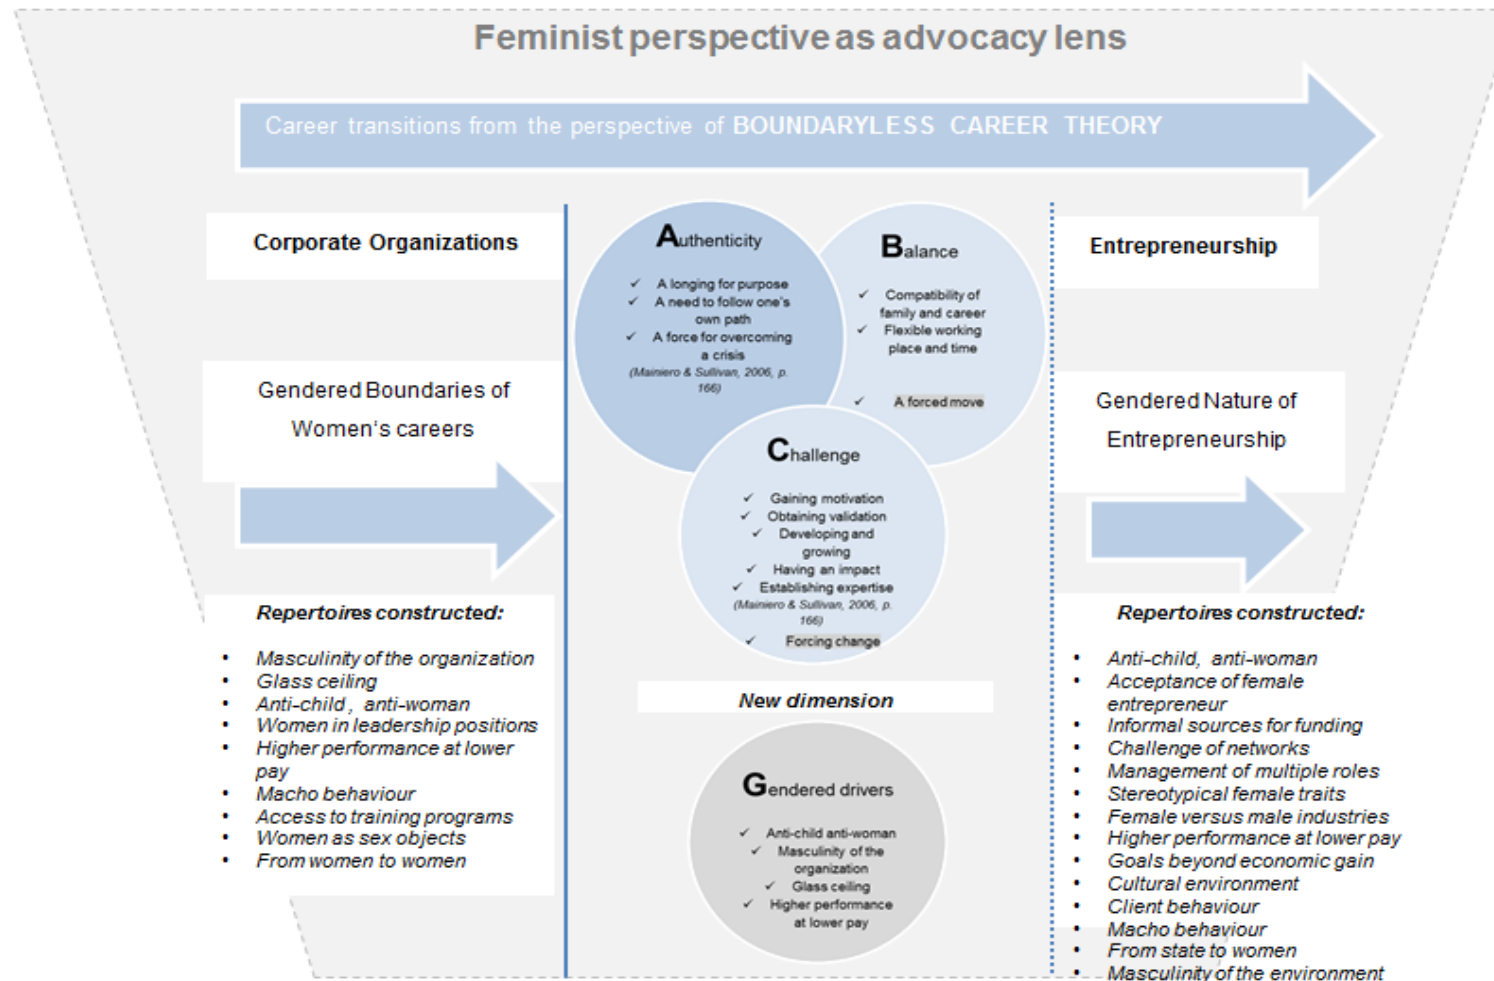 Feminist perspective as advocacy lens
Career transitions from the perspective of BOUNDARYLESS CAREER THEORY
Corporate Organizations
Gendered Boundaries of
Women's careers
Repertoires constructed:
• Masculinity of the organization
• Glass ceiling
• Anti-child , anti-woman
• Women in leadership positions
• Higher performance at lower
pay
• Macho behaviour
• Access to training programs
• Women as sex objects
• From women to women
Authenticity
✓ A longing for purpose
✓ A need to follow one's
own path
✓ A force for overcoming
a crisis
(Mainiero & Sullivan, 2006, p.
166)
Balance
✓ Compatibility of
family and career
✓ Flexible working
place and time
✓ A forced move
Challenge
✓ Gaining motivation
✓ Obtaining validation
✓ Developing and
growing
✓ Having an impact
✓ Establishing expertise
(Mainiero & Sullivan, 2006, p.
166)
✓ Forcing change
New dimension
Gendered drivers
✓ Anti-child anti-woman
✓ Masculinity of the
organization
✓ Glass ceiling
✓ Higher performance
at lower pay
Entrepreneurship
Gendered Nature of
Entrepreneurship
Repertoires constructed:
• Anti-child, anti-woman
• Acceptance of female
entrepreneur
• Informal sources for funding
• Challenge of networks
• Management of multiple roles
• Stereotypical female traits
• Female versus male industries
• Higher performance at lower pay
• Goals beyond economic gain
• Cultural environment
• Client behaviour
• Macho behaviour
• From state to women
• Masculinity of the environment